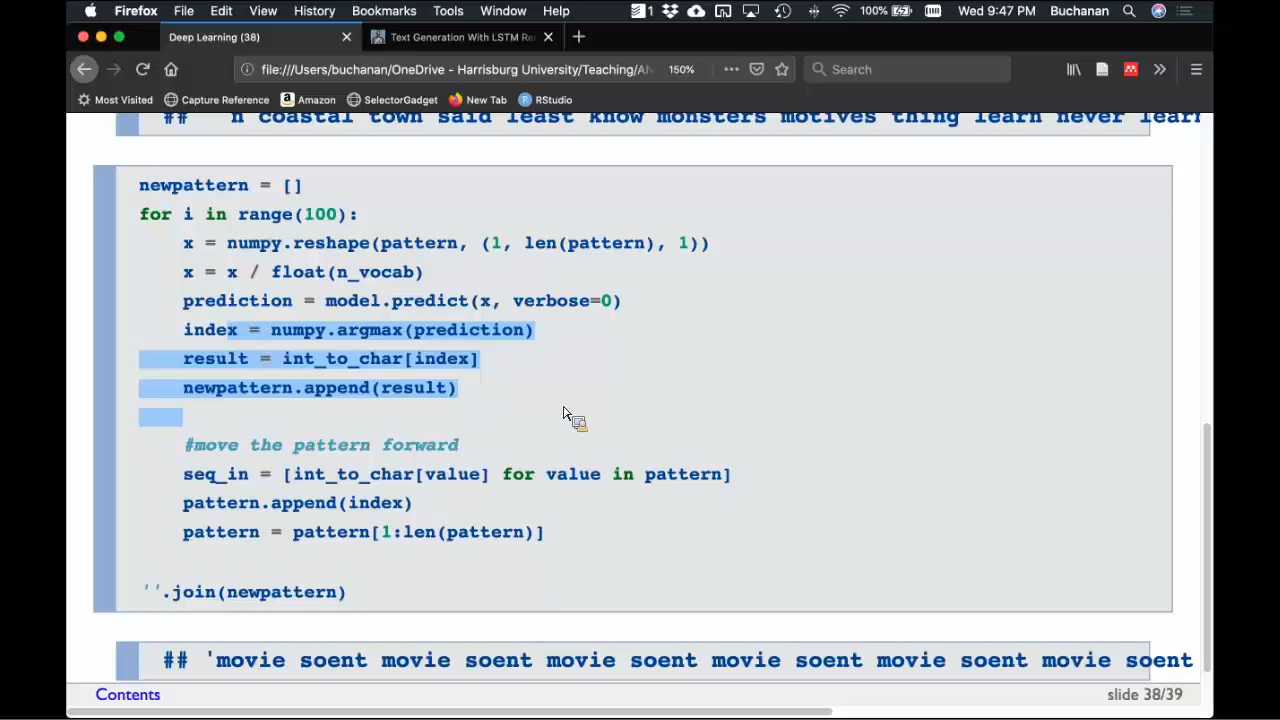 Firefox File Edit View History Bookmarks Tools Window Help 1 100% Wed 9:47 PM Buchanan
Deep Learning (38) Text Generation With LSTM Re
file:///Users/buchanan/OneDrive - Harrisburg University/Teaching/A 150% Search
Most Visited Capture Reference Amazon SelectorGadget New Tab RStudio
## 'n coastal town said least know monsters motives thing learn never lear
newpattern = []
for i in range(100):
x = numpy.reshape(pattern, (1, len(pattern), 1))
x = x / float(n_vocab)
prediction = model.predict(x, verbose=0)
index = numpy.argmax(prediction)
result = int_to_char[index]
newpattern.append(result)
#move the pattern forward
seq_in = [int_to_char[value] for value in pattern]
pattern.append(index)
pattern = pattern[1:len(pattern)]
''.join(newpattern)
## 'movie soent movie soent movie soent movie soent movie soent movie soent
Contents slide 38/39